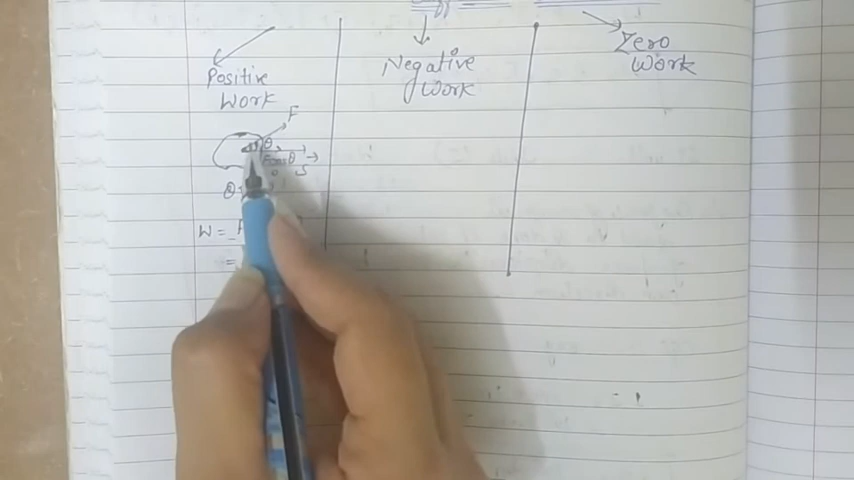 Positive
Work
Negative
Work
Zero
Work
F
θ
Fcosθ
S
θ
W =
=